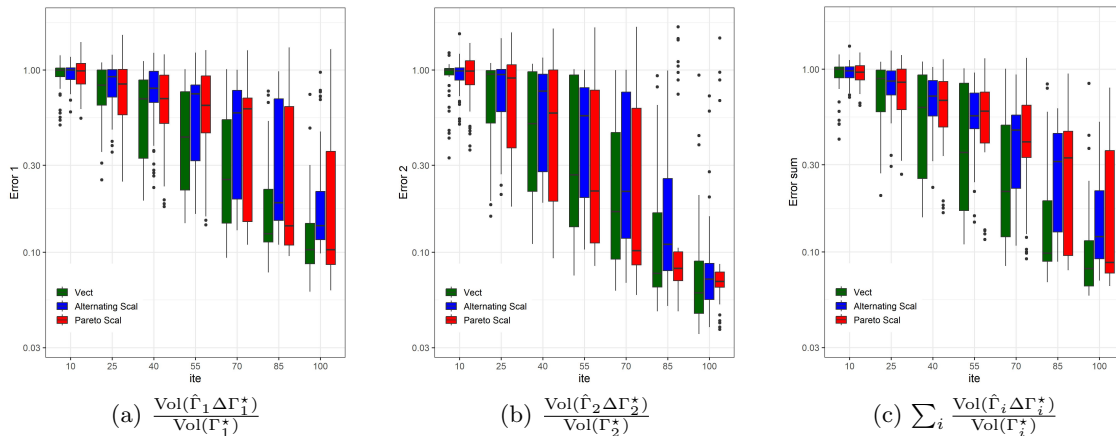 1.00
0.30
0.10
0.03
Error 1
Vect
Alternating Scal
Pareto Scal
10 25 40 55 70 85 100
ite
(a) Vol(Γ̂₁ΔΓ₁*) / Vol(Γ₁*)
1.00
0.30
0.10
0.03
Error 2
Vect
Alternating Scal
Pareto Scal
10 25 40 55 70 85 100
ite
(b) Vol(Γ̂₂ΔΓ₂*) / Vol(Γ₂*)
1.00
0.30
0.10
0.03
Error sum
Vect
Alternating Scal
Pareto Scal
10 25 40 55 70 85 100
ite
(c) ∑ᵢ Vol(Γ̂ᵢΔΓᵢ*) / Vol(Γᵢ*)